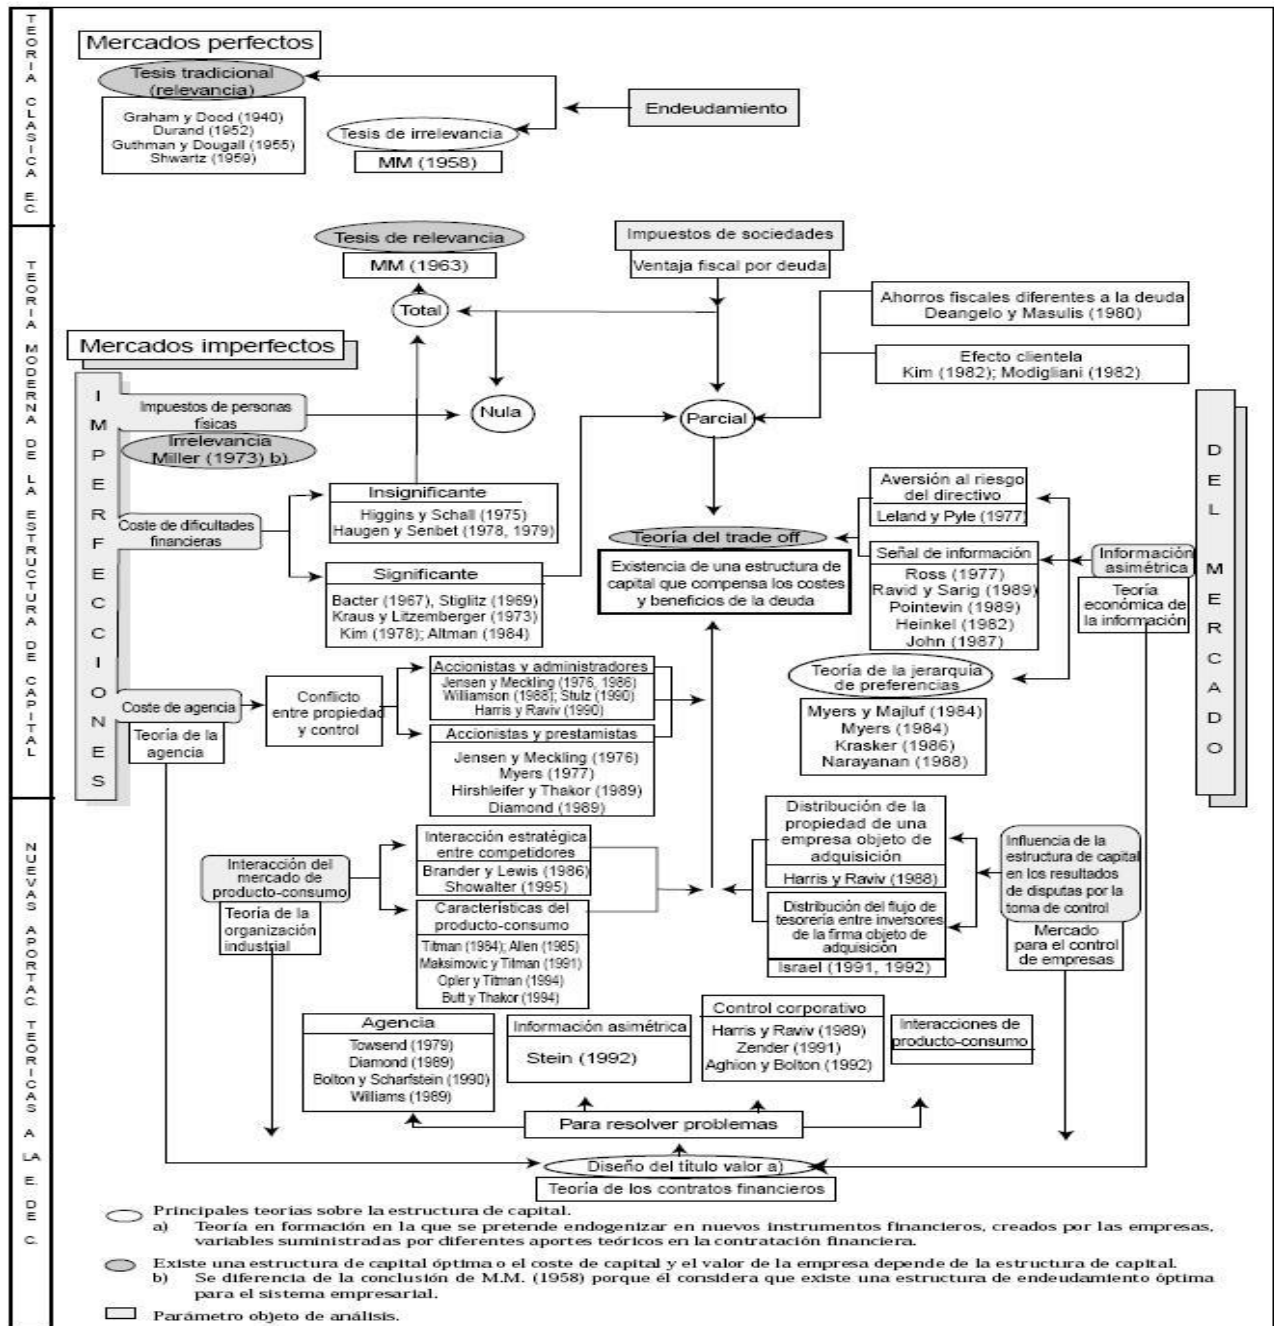 TEORIA CLASICA E.C.
Mercados perfectos
Tesis tradicional
(relevancia)
Graham y Dood (1940)
Durand (1952)
Guthman y Dougall (1955)
Shwartz (1959)
Tesis de irrelevancia
MM (1958)
Endeudamiento
TEORIA MODERNA DE LA ESTRUCTURA DE CAPITAL
Tesis de relevancia
MM (1963)
Total
Impuestos de sociedades
Ventaja fiscal por deuda
Ahorros fiscales diferentes a la deuda
Deangelo y Masulis (1980)
Efecto clientela
Kim (1982); Modigliani (1982)
Mercados imperfectos
IMPERFECCIONES
Impuestos de personas
físicas
Irrelevancia
Miller (1973) b)
Nula
Parcial
DEL MERCADO
Coste de dificultades
financieras
Insignificante
Higgins y Schall (1975)
Haugen y Senbet (1978, 1979)
Significante
Bacter (1967), Stiglitz (1969)
Kraus y Litzemberger (1973)
Kim (1978); Altman (1984)
Teoría del trade off
Existencia de una estructura de
capital que compensa los costes
y beneficios de la deuda
Aversión al riesgo
del directivo
Leland y Pyle (1977)
Señal de información
Ross (1977)
Ravid y Sarig (1989)
Pointevin (1989)
Heinkel (1982)
John (1987)
Información
asimétrica
Teoría
económica de
la información
Teoría de la jerarquía
de preferencias
Myers y Majluf (1984)
Myers (1984)
Krasker (1986)
Narayanan (1988)
Coste de agencia
Teoría de la
agencia
Conflicto
entre propiedad
y control
Accionistas y administradores
Jensen y Meckling (1976, 1986)
Williamson (1988); Stulz (1990)
Harris y Raviv (1990)
Accionistas y prestamistas
Jensen y Meckling (1976)
Myers (1977)
Hirshleifer y Thakor (1989)
Diamond (1989)
NUEVAS APORTAC. TEÓRICAS A LA E. DE C.
Interacción del
mercado de
producto-consumo
Teoría de la
organización
industrial
Interacción estratégica
entre competidores
Brander y Lewis (1986)
Showalter (1995)
Características del
producto-consumo
Titman (1984); Allen (1985)
Maksimovic y Titman (1991)
Opler y Titman (1994)
Butt y Thakor (1994)
Distribución de la
propiedad de una
empresa objeto de
adquisición
Harris y Raviv (1988)
Distribución del flujo de
tesorería entre inversores
de la firma objeto de
adquisición
Israel (1991, 1992)
Influencia de la
estructura de capital
en los resultados
de disputas por la
toma de control
Mercado
para el control
de empresas
Agencia
Towsend (1979)
Diamond (1989)
Bolton y Scharfstein (1990)
Williams (1989)
Información asimétrica
Stein (1992)
Control corporativo
Harris y Raviv (1989)
Zender (1991)
Aghion y Bolton (1992)
Interacciones de
producto-consumo
Para resolver problemas
Diseño del título valor a)
Teoría de los contratos financieros
Principales teorías sobre la estructura de capital.
a) Teoría en formación en la que se pretende endogenizar en nuevos instrumentos financieros, creados por las empresas,
variables suministradas por diferentes aportes teóricos en la contratación financiera.
Existe una estructura de capital óptima o el coste de capital y el valor de la empresa depende de la estructura de capital.
b) Se diferencia de la conclusión de M.M. (1958) porque él considera que existe una estructura de endeudamiento óptima
para el sistema empresarial.
Parámetro objeto de análisis.